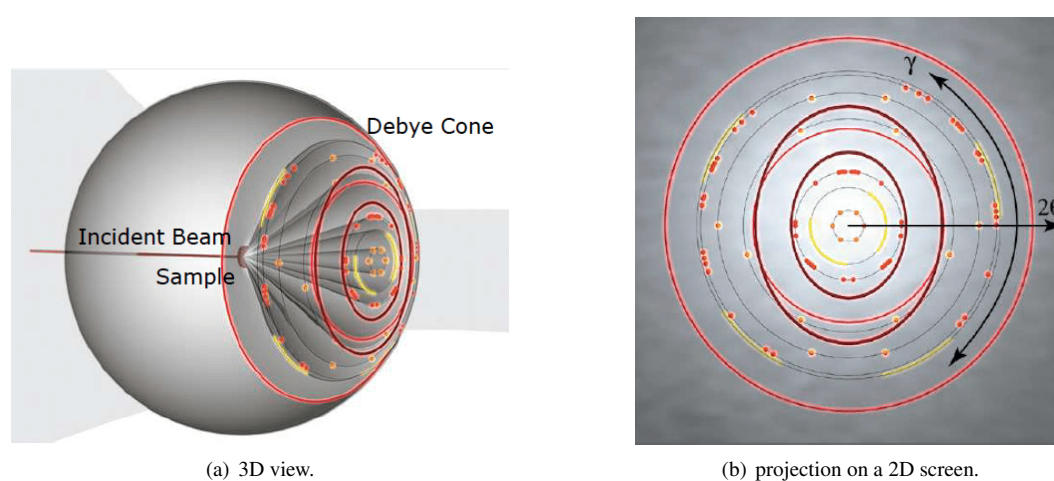 Debye Cone
Incident Beam
Sample
γ
(a) 3D view.
(b) projection on a 2D screen.